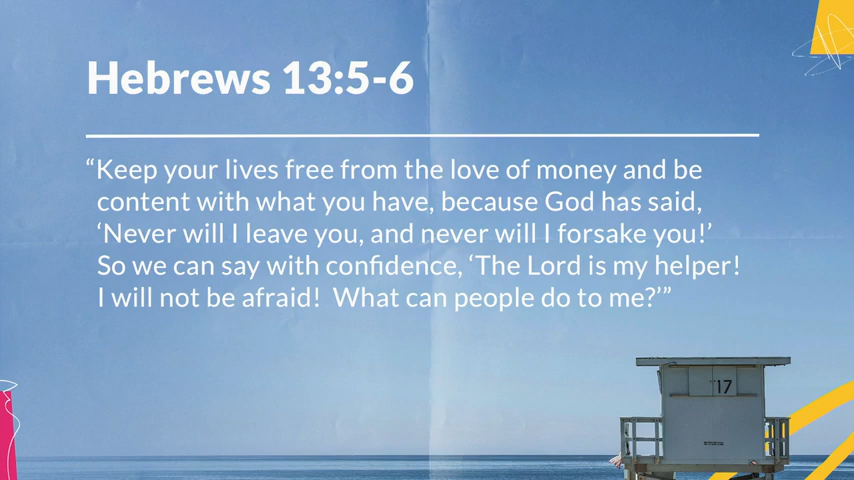 Hebrews 13:5-6
“Keep your lives free from the love of money and be
content with what you have, because God has said,
‘Never will I leave you, and never will I forsake you!’
So we can say with confidence, ‘The Lord is my helper!
I will not be afraid!  What can people do to me?’”
17